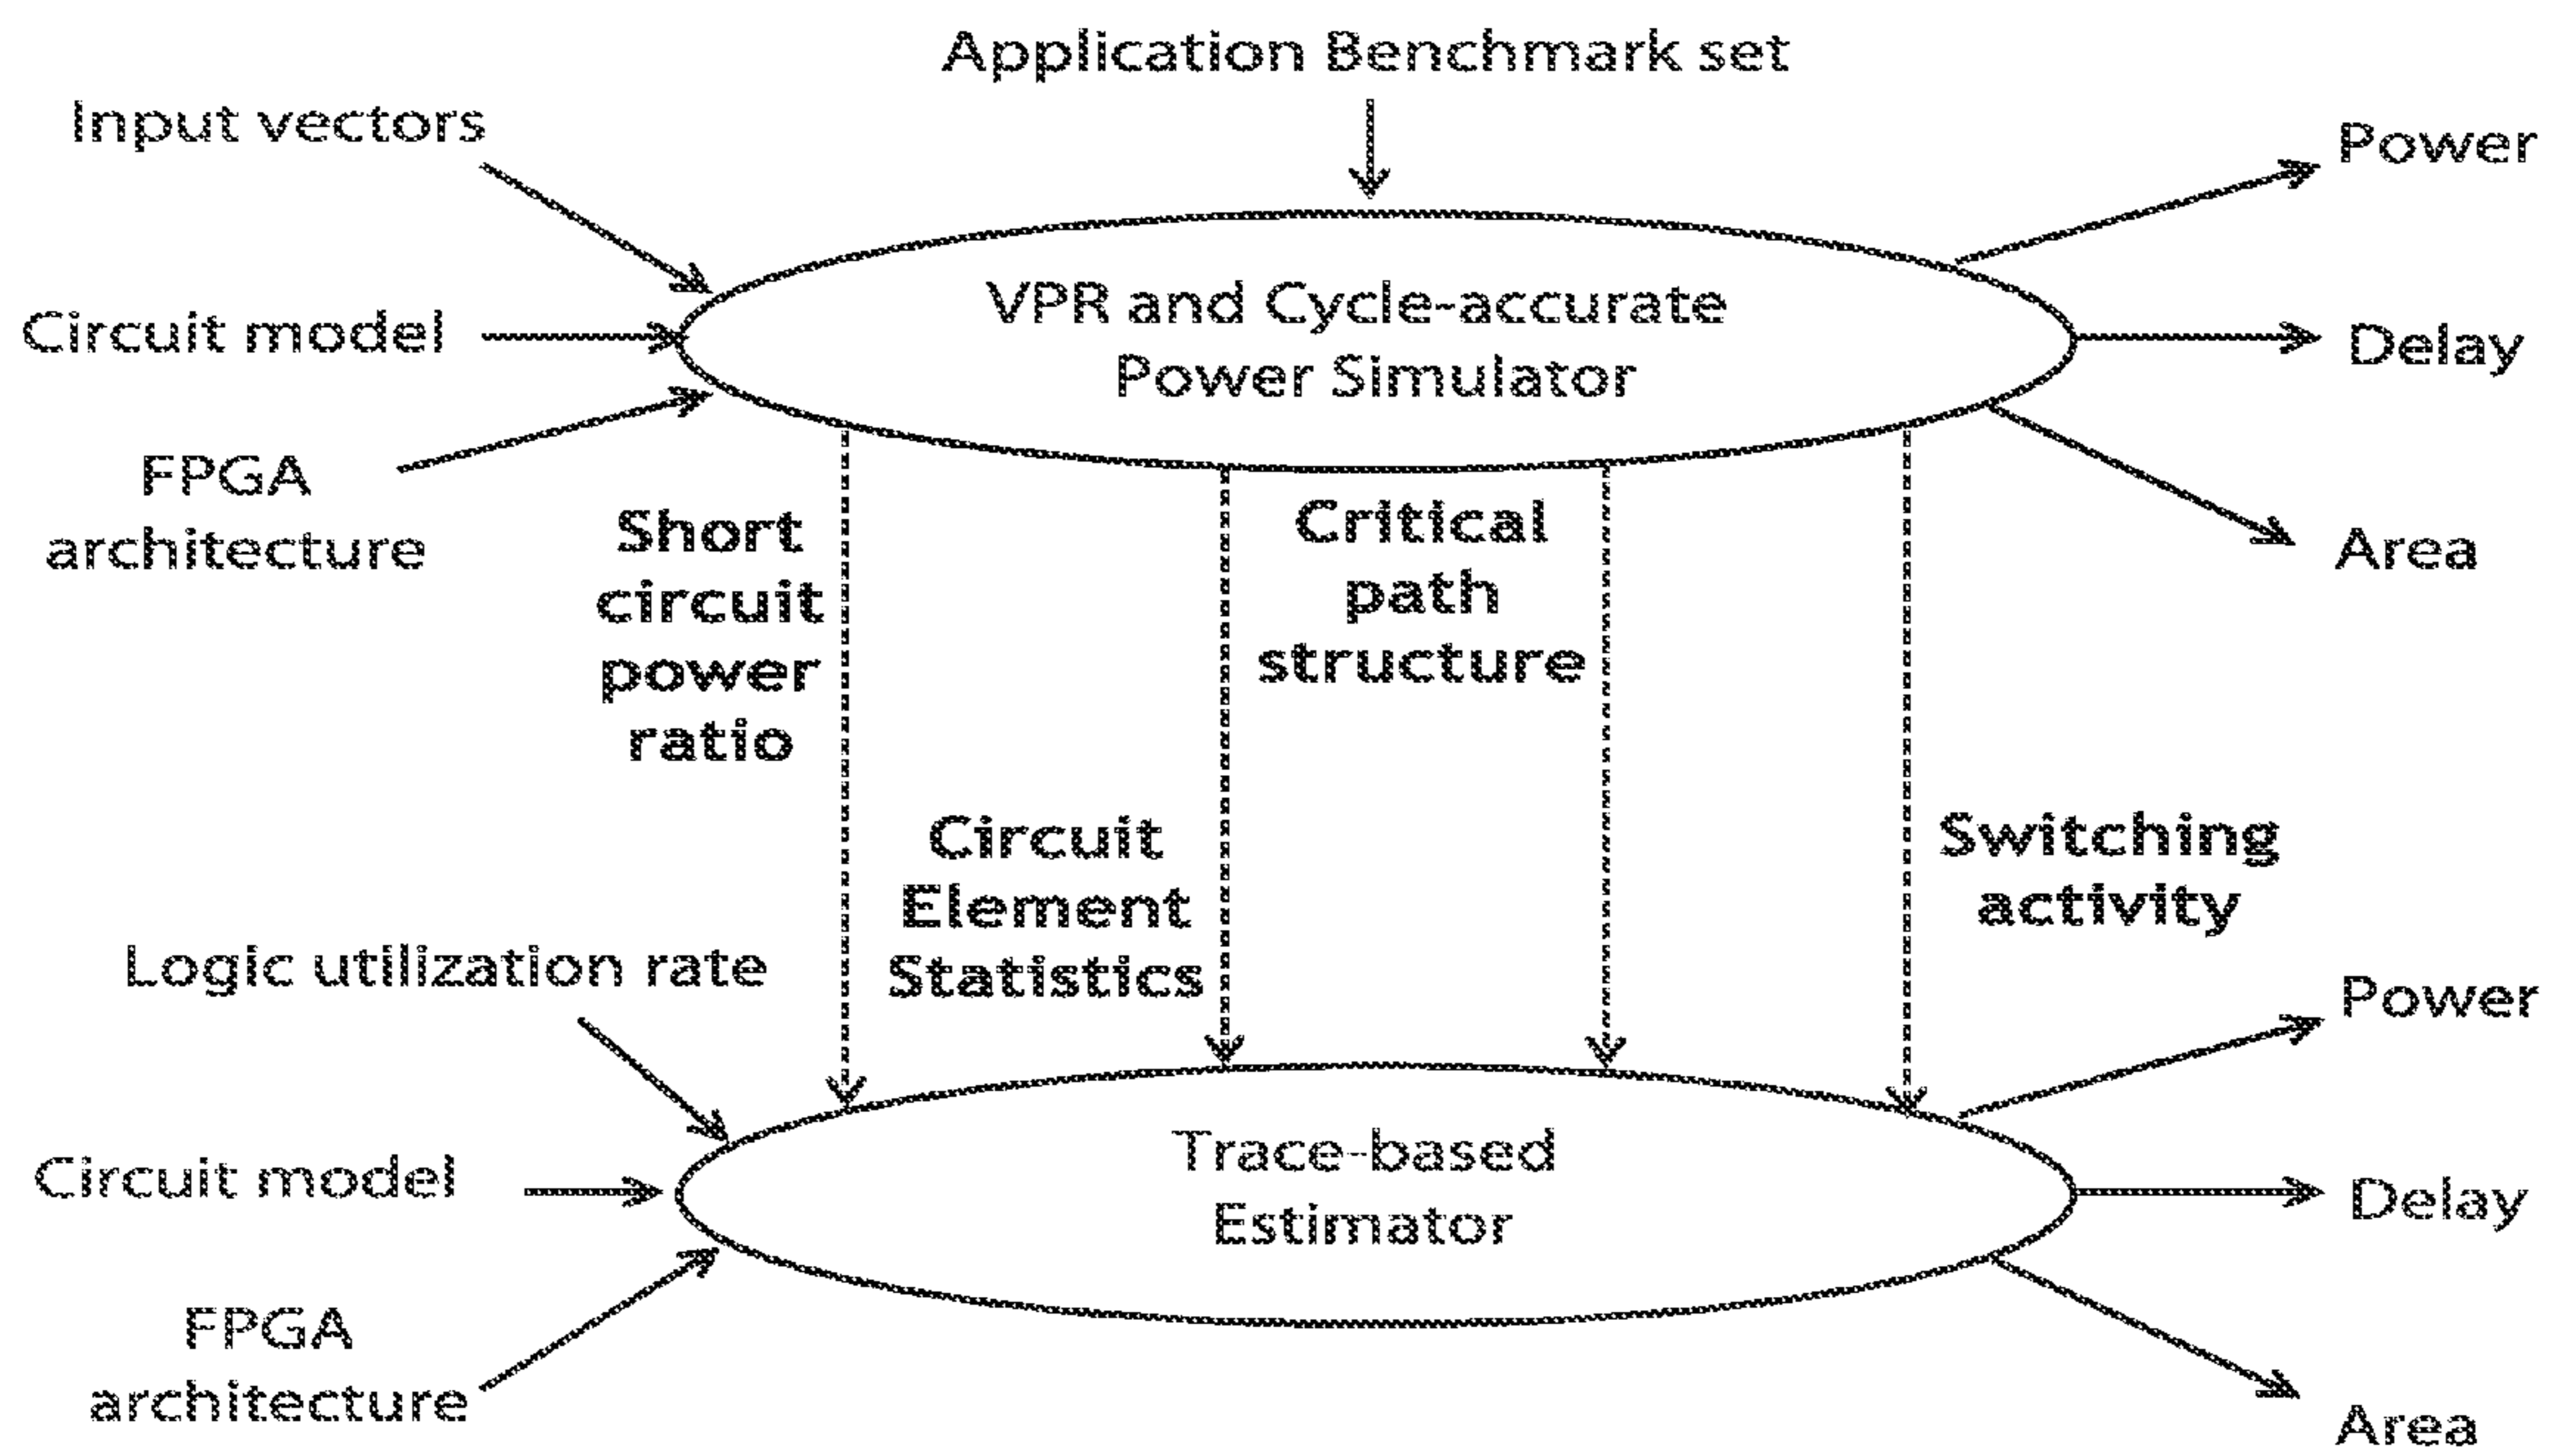 Application Benchmark set
Input vectors
Power
VPR and Cycle-accurate
Power Simulator
Circuit model
Delay
FPGA
architecture
Area
Short
circuit
power
ratio
Critical
path
structure
Circuit
Element
Statistics
Switching
activity
Logic utilization rate
Power
Trace-based
Estimator
Circuit model
Delay
FPGA
architecture
Area